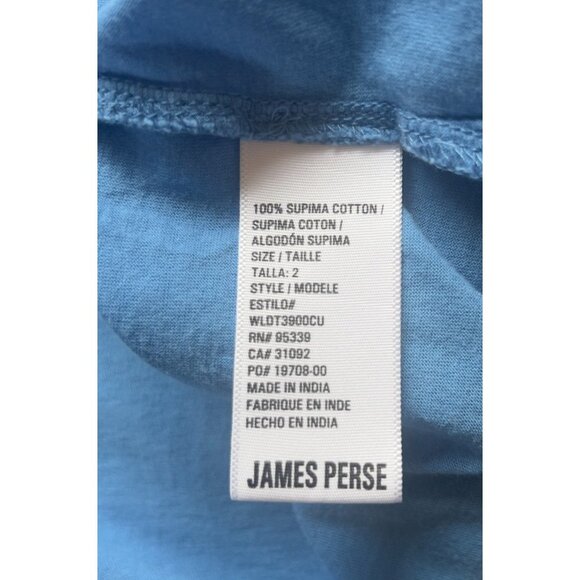 100% SUPIMA COTTON /
SUPIMA COTON /
ALGODÓN SUPIMA
SIZE / TAILLE
TALLA: 2
STYLE / MODELE
ESTILO#
WLDT3900CU
RN# 95339
CA# 31092
PO# 19708-00
MADE IN INDIA
FABRIQUE EN INDE
HECHO EN INDIA
JAMES PERSE